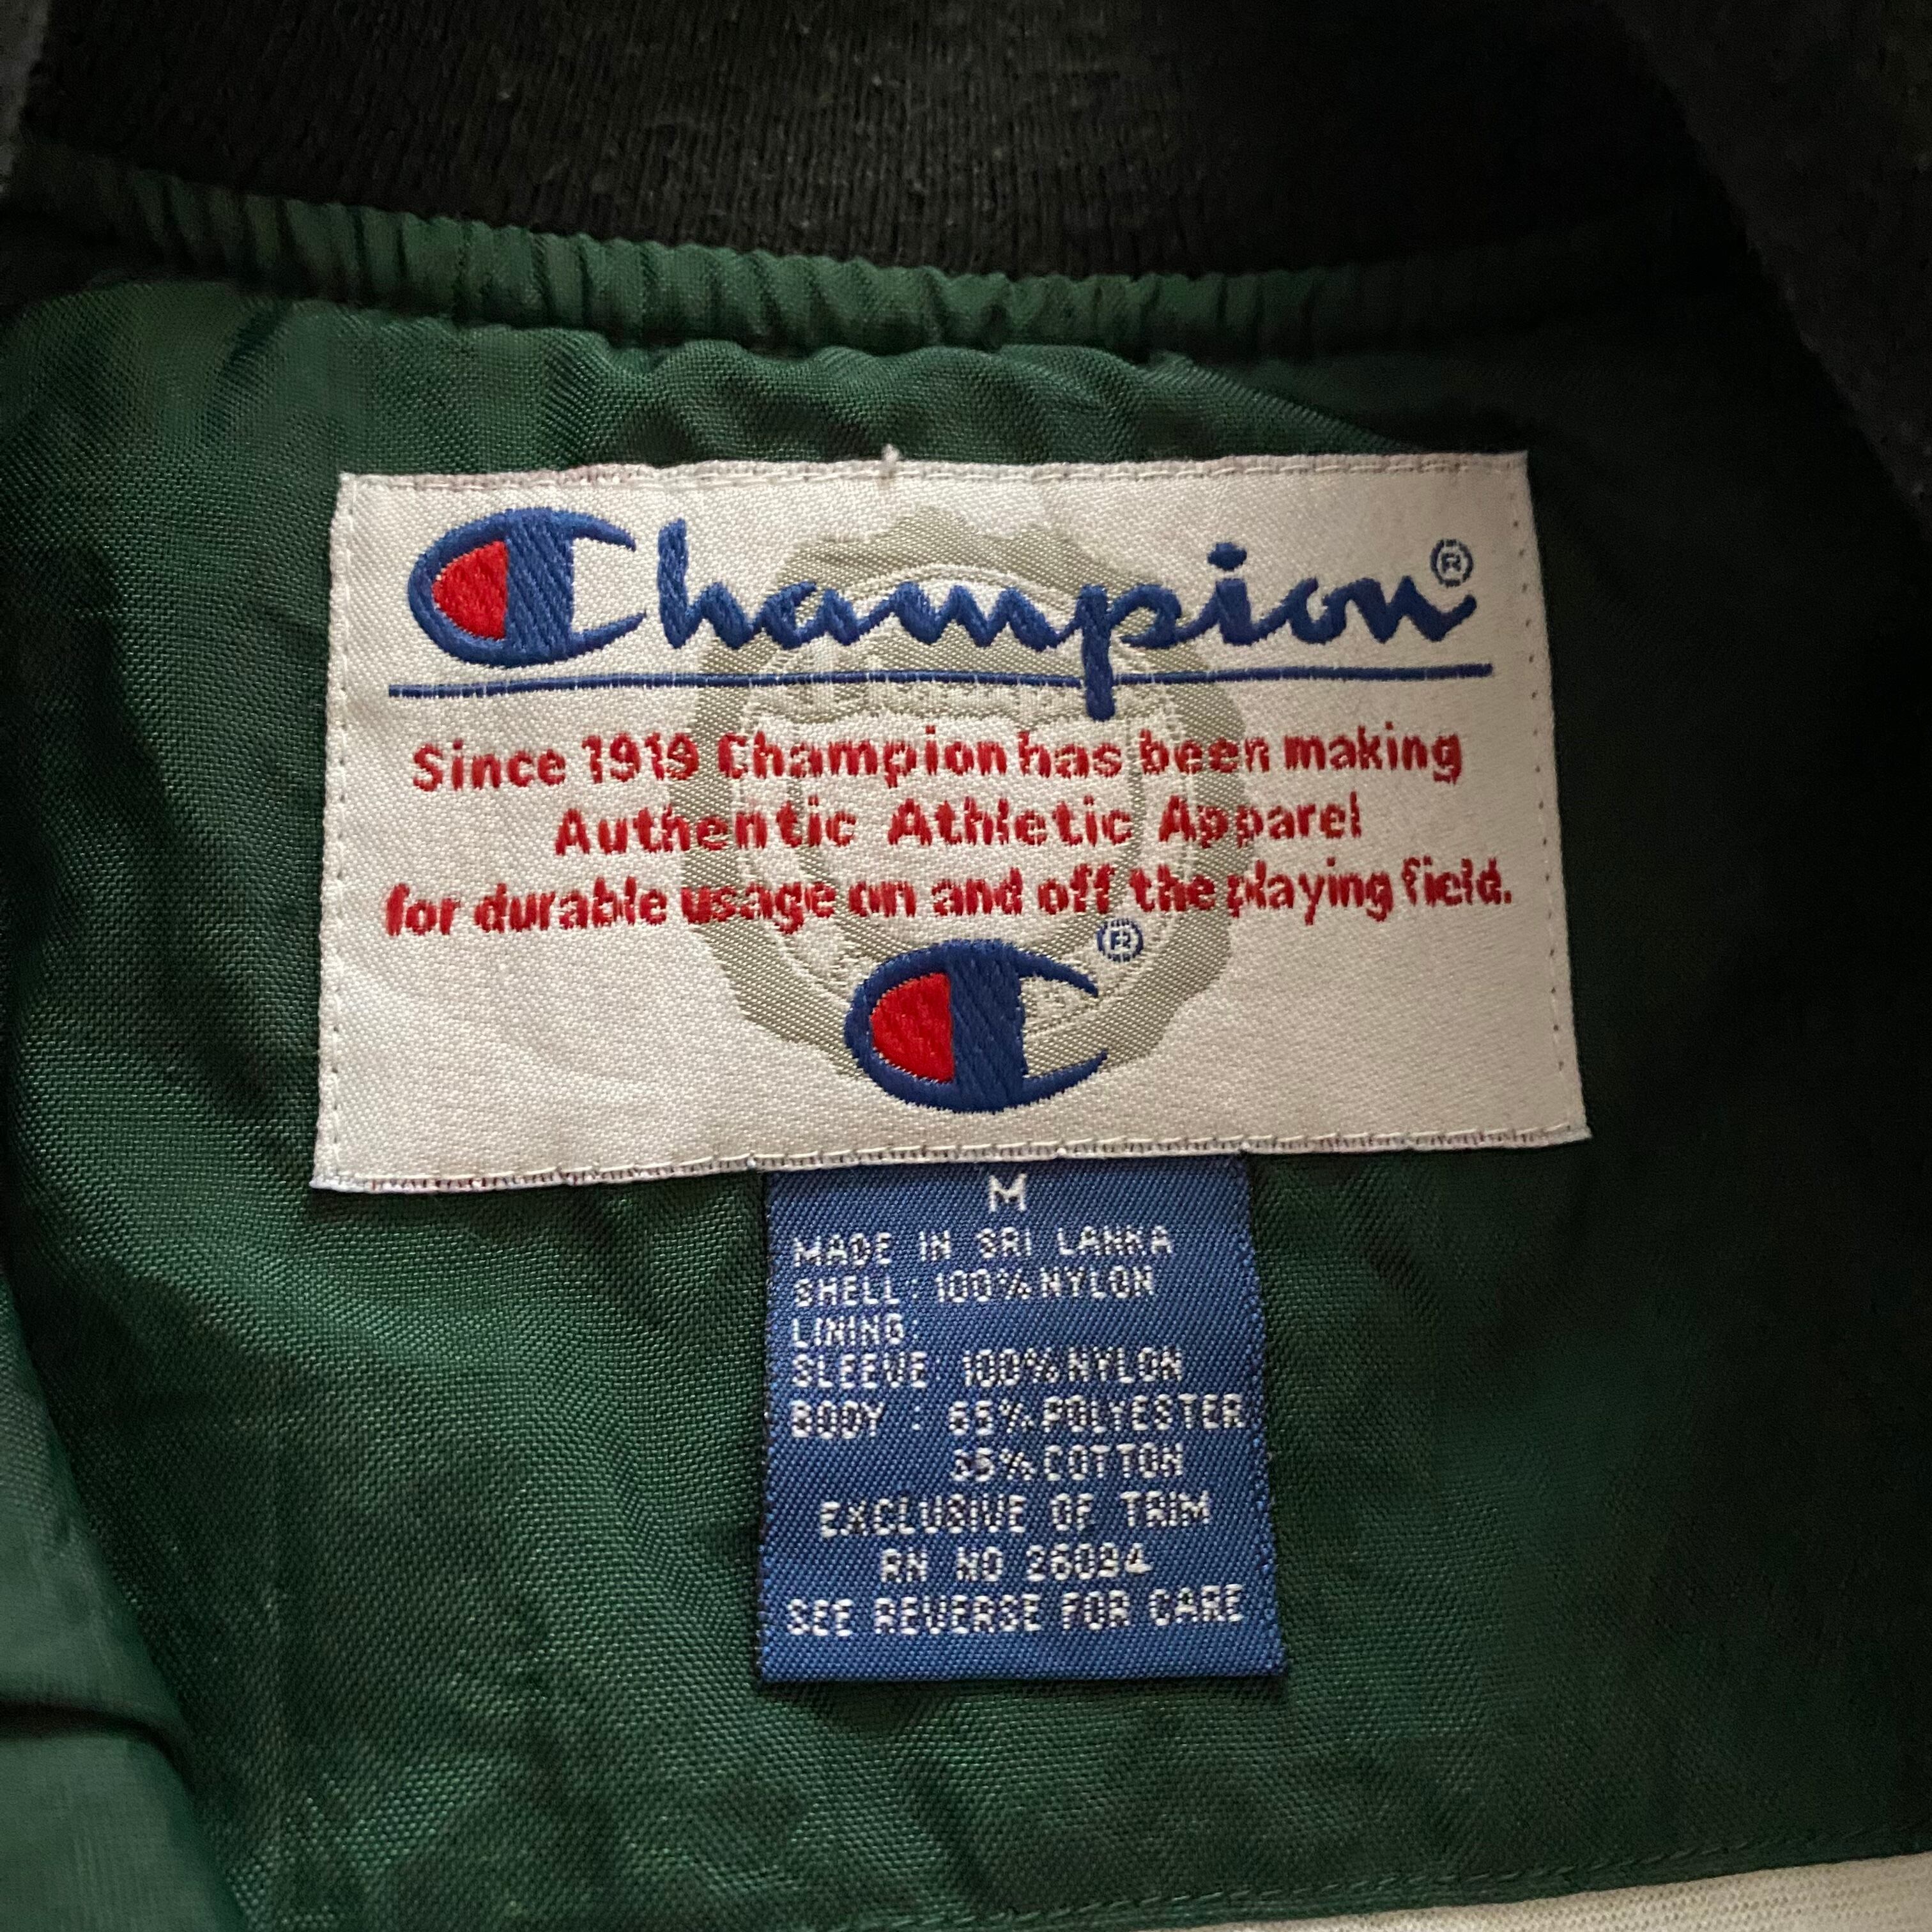 Champion®
Since 1919 Champion has been making
Authentic Athletic Apparel
for durable usage on and off the playing field.
®
M
MADE IN SRI LANKA
SHELL: 100% NYLON
LINING:
SLEEVE 100% NYLON
BODY : 65% POLYESTER
35% COTTON
EXCLUSIVE OF TRIM
RN NO 26094
SEE REVERSE FOR CARE